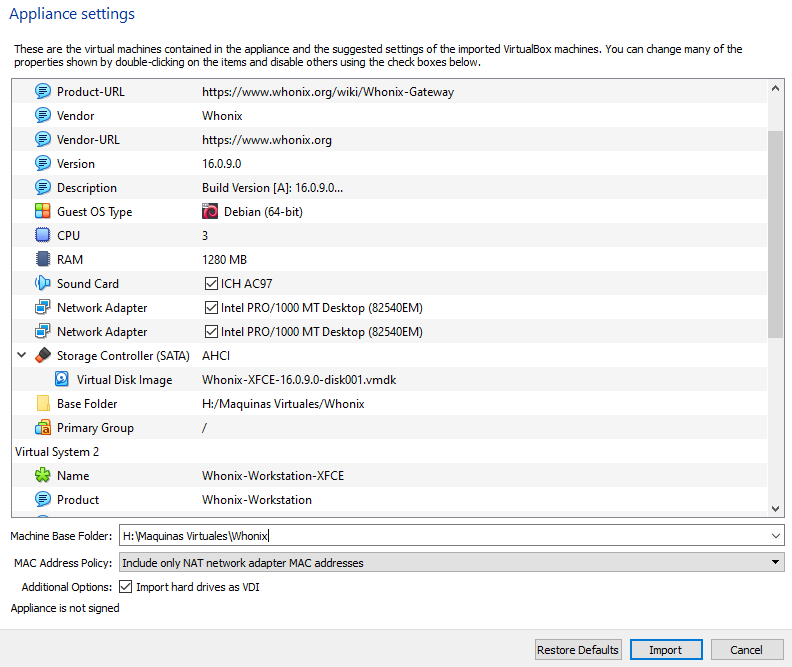 Appliance settings
These are the virtual machines contained in the appliance and the suggested settings of the imported VirtualBox machines. You can change many of the
properties shown by double-clicking on the items and disable others using the check boxes below.
Product-URL https://www.whonix.org/wiki/Whonix-Gateway
Vendor Whonix
Vendor-URL https://www.whonix.org
Version 16.0.9.0
Description Build Version [A]: 16.0.9.0...
Guest OS Type Debian (64-bit)
CPU 3
RAM 1280 MB
Sound Card ICH AC97
Network Adapter Intel PRO/1000 MT Desktop (82540EM)
Network Adapter Intel PRO/1000 MT Desktop (82540EM)
Storage Controller (SATA) AHCI
Virtual Disk Image Whonix-XFCE-16.0.9.0-disk001.vmdk
Base Folder H:/Maquinas Virtuales/Whonix
Primary Group /
Virtual System 2
Name Whonix-Workstation-XFCE
Product Whonix-Workstation
Machine Base Folder: H:\Maquinas Virtuales\Whonix
MAC Address Policy: Include only NAT network adapter MAC addresses
Additional Options: Import hard drives as VDI
Appliance is not signed
Restore Defaults Import Cancel